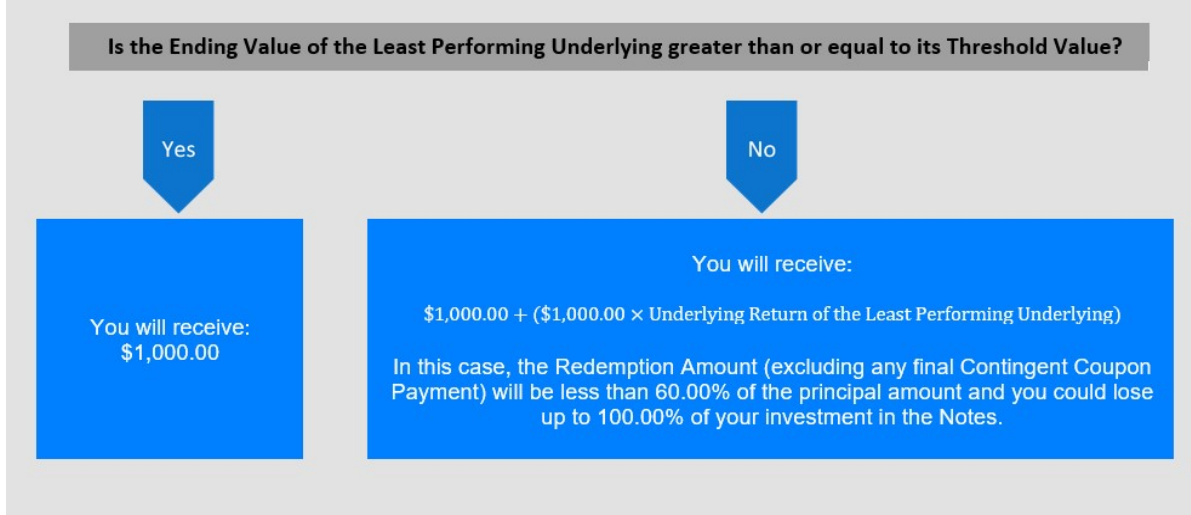 Is the Ending Value of the Least Performing Underlying greater than or equal to its Threshold Value?
Yes
No
You will receive:
$1,000.00
You will receive:
$1,000.00 + ($1,000.00 × Underlying Return of the Least Performing Underlying)
In this case, the Redemption Amount (excluding any final Contingent Coupon
Payment) will be less than 60.00% of the principal amount and you could lose
up to 100.00% of your investment in the Notes.